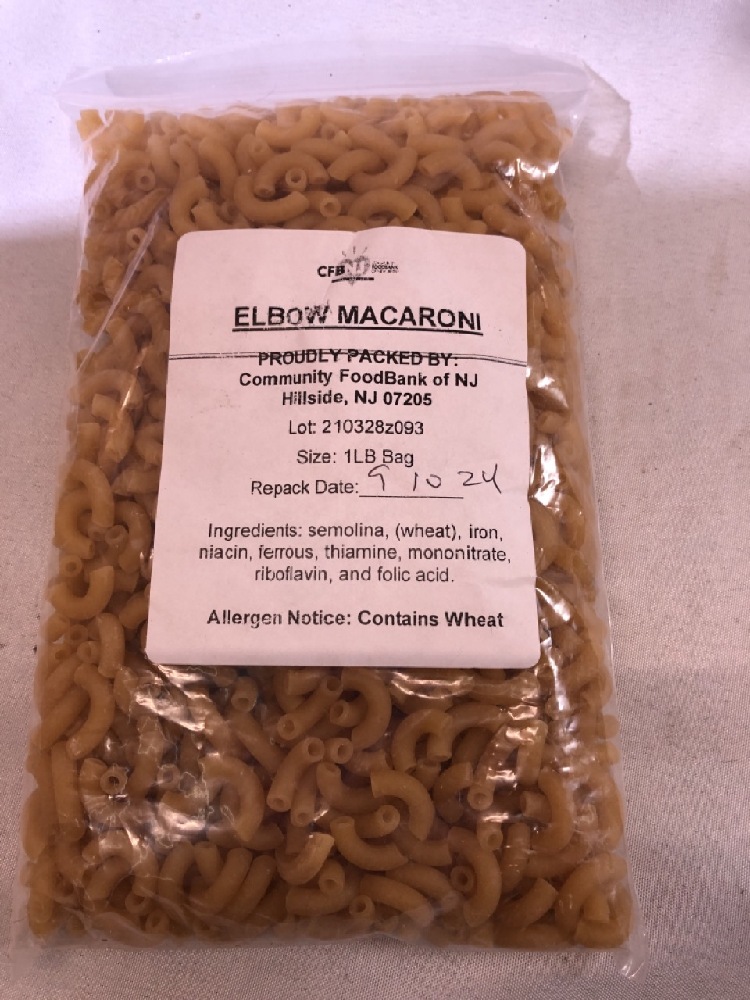 CFBNJ
ELBOW MACARONI
PROUDLY PACKED BY:
Community FoodBank of NJ
Hillside, NJ 07205
Lot: 210328z093
Size: 1LB Bag
Repack Date: 9 10 24
Ingredients: semolina, (wheat), iron,
niacin, ferrous, thiamine, mononitrate,
riboflavin, and folic acid.
Allergen Notice: Contains Wheat